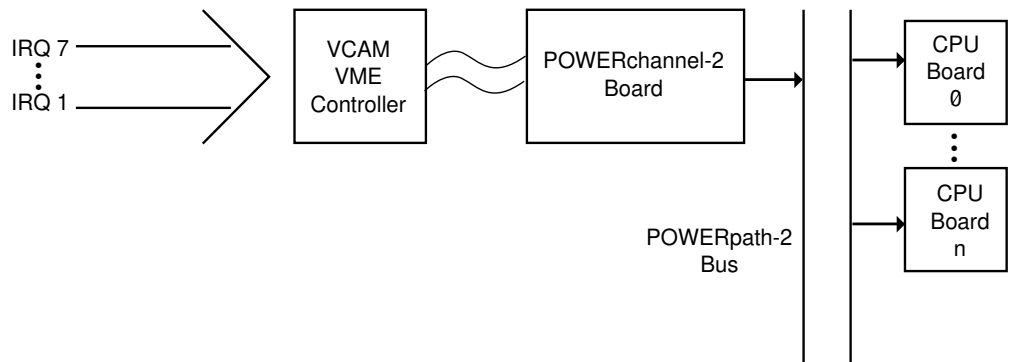 IRQ 7
IRQ 1
VCAM
VME
Controller
POWERchannel-2
Board
POWERpath-2
Bus
CPU
Board
0
CPU
Board
n